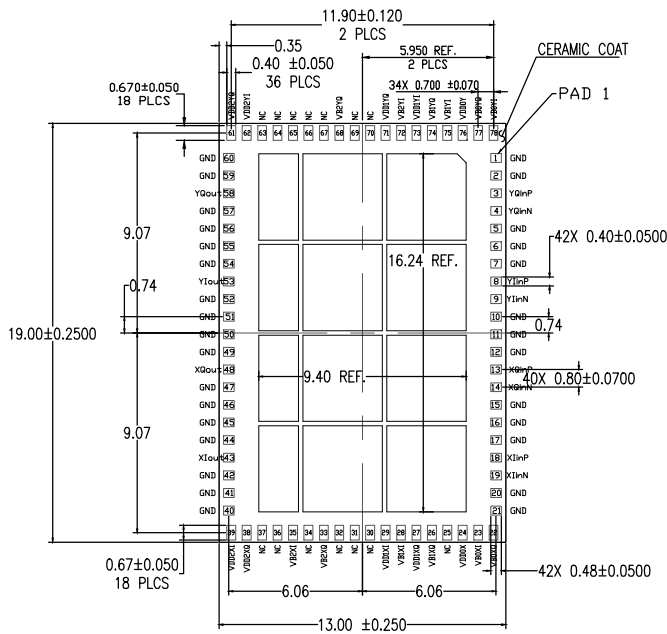 11.90±0.120
2 PLCS
0.35
5.950 REF.
2 PLCS
CERAMIC COAT
0.40 ±0.050
36 PLCS
0.670±0.050
18 PLCS
34X 0.700 ±0.070
PAD 1
VDD2YQ VDD2YI NC NC NC NC NC VB2YQ NC NC VDD1YQ VB2YI VDD1YI VB1YQ VB1YI VDD0Y VB0YQ VB0YI
61 62 63 64 65 66 67 68 69 70 71 72 73 74 75 76 77 78
GND 60 1 GND
GND 59 2 GND
YQout 58 3 YQinP
GND 57 4 YQinN
GND 56 5 GND
GND 55 6 GND
GND 54 7 GND
YIout 53 8 YIinP
GND 52 9 YIinN
GND 51 10 GND
GND 50 11 GND
GND 49 12 GND
XQout 48 13 XQinP
GND 47 14 XQinN
GND 46 15 GND
GND 45 16 GND
GND 44 17 GND
XIout 43 18 XIinP
GND 42 19 XIinN
GND 41 20 GND
GND 40 21 GND
9.07
0.74
19.00±0.2500
9.07
16.24 REF.
9.40 REF.
42X 0.40±0.0500
0.74
40X 0.80±0.0700
39 38 37 36 35 34 33 32 31 30 29 28 27 26 25 24 23 22
VDD2XI VDD2XQ NC NC VB2XI NC VB2XQ NC NC NC VDD1XI VB1XI VDD1XQ VB1XQ NC VDD0X VB0XI VB0XQ
0.67±0.050
18 PLCS
42X 0.48±0.0500
6.06
6.06
13.00 ±0.250